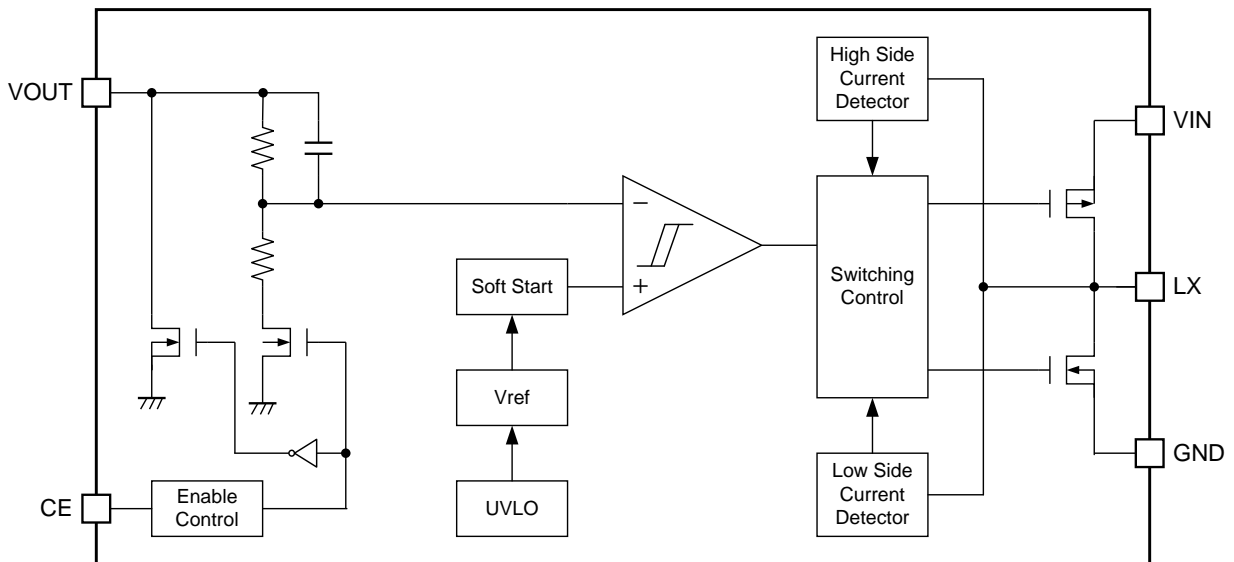 High Side
Current
Detector
VOUT
VIN
−
Switching
Control
+
Soft Start
LX
Vref
GND
Low Side
Current
Detector
Enable
Control
CE
UVLO